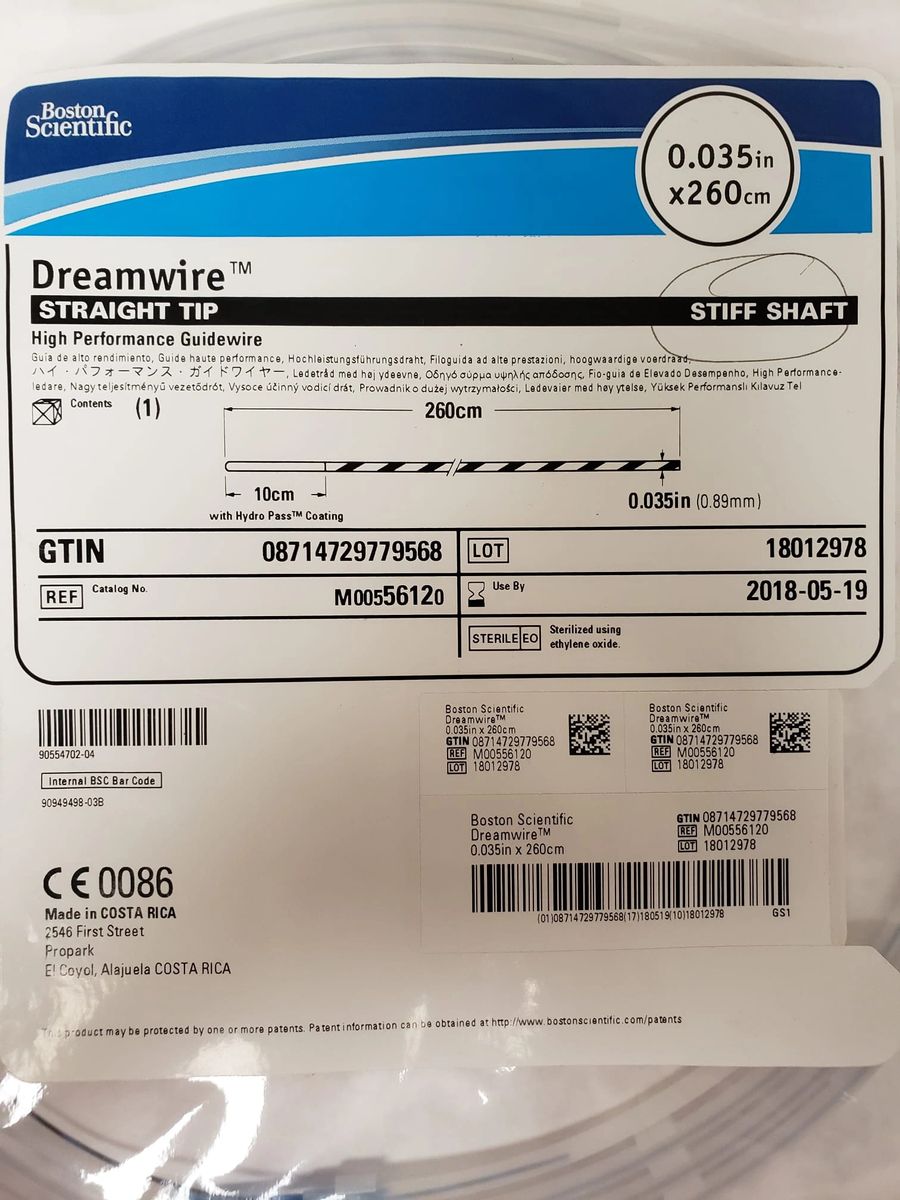 Boston
Scientific
0.035in
x260cm
Dreamwire™
STRAIGHT TIP STIFF SHAFT
High Performance Guidewire
Guía de alto rendimiento, Guide haute performance, Hochleistungsführungsdraht, Filoguida ad alte prestazioni, hoogwaardige voerdraad,
ハイ・パフォーマンス・ガイドワイヤー, Ledetråd med høj ydeevne, Οδηγό σύρμα υψηλής απόδοσης, Fio-guia de Elevado Desempenho, High Performance-
ledare, Nagy teljesítményű vezetődrót, Vysoce účinný vodicí drát, Prowadnik o dużej wytrzymałości, Ledevaier med høy ytelse, Yüksek Performanslı Kılavuz Tel
Contents (1)
260cm
10cm
0.035in (0.89mm)
with Hydro Pass™ Coating
GTIN 08714729779568
LOT 18012978
REF Catalog No. M00556120
Use By 2018-05-19
STERILE EO Sterilized using
ethylene oxide.
90554702-04
Internal BSC Bar Code
90949498-03B
Boston Scientific
Dreamwire™
0.035in x 260cm
GTIN 08714729779568
REF M00556120
LOT 18012978
Boston Scientific
Dreamwire™
0.035in x 260cm
GTIN 08714729779568
REF M00556120
LOT 18012978
Boston Scientific
Dreamwire™
0.035in x 260cm
GTIN 08714729779568
REF M00556120
LOT 18012978
(01)08714729779568(17)180519(10)18012978 GS1
CE 0086
Made in COSTA RICA
2546 First Street
Propark
El Coyol, Alajuela COSTA RICA
This product may be protected by one or more patents. Patent information can be obtained at http://www.bostonscientific.com/patents